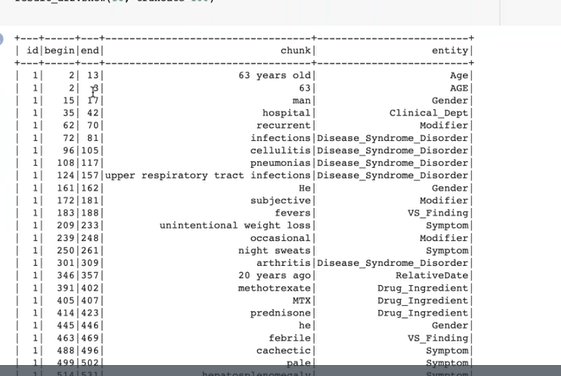 +---+-----+---+--------------------------------+-------------------------+
| id|begin|end| chunk| entity|
+---+-----+---+--------------------------------+-------------------------+
| 1| 2| 13| 63 years old| Age|
| 1| 2| 3| 63| AGE|
| 1| 15| 17| man| Gender|
| 1| 35| 42| hospital| Clinical_Dept|
| 1| 62| 70| recurrent| Modifier|
| 1| 72| 81| infections|Disease_Syndrome_Disorder|
| 1| 96|105| cellulitis|Disease_Syndrome_Disorder|
| 1| 108|117| pneumonias|Disease_Syndrome_Disorder|
| 1| 124|157|upper respiratory tract infections|Disease_Syndrome_Disorder|
| 1| 161|162| He| Gender|
| 1| 172|181| subjective| Modifier|
| 1| 183|188| fevers| VS_Finding|
| 1| 209|233| unintentional weight loss| Symptom|
| 1| 239|248| occasional| Modifier|
| 1| 250|261| night sweats| Symptom|
| 1| 301|309| arthritis|Disease_Syndrome_Disorder|
| 1| 346|357| 20 years ago| RelativeDate|
| 1| 391|402| methotrexate| Drug_Ingredient|
| 1| 405|407| MTX| Drug_Ingredient|
| 1| 414|423| prednisone| Drug_Ingredient|
| 1| 445|446| he| Gender|
| 1| 463|469| febrile| VS_Finding|
| 1| 488|496| cachectic| Symptom|
| 1| 499|502| pale| Symptom|
| 1| 514|531| hepatosplenomegaly| Symptom|